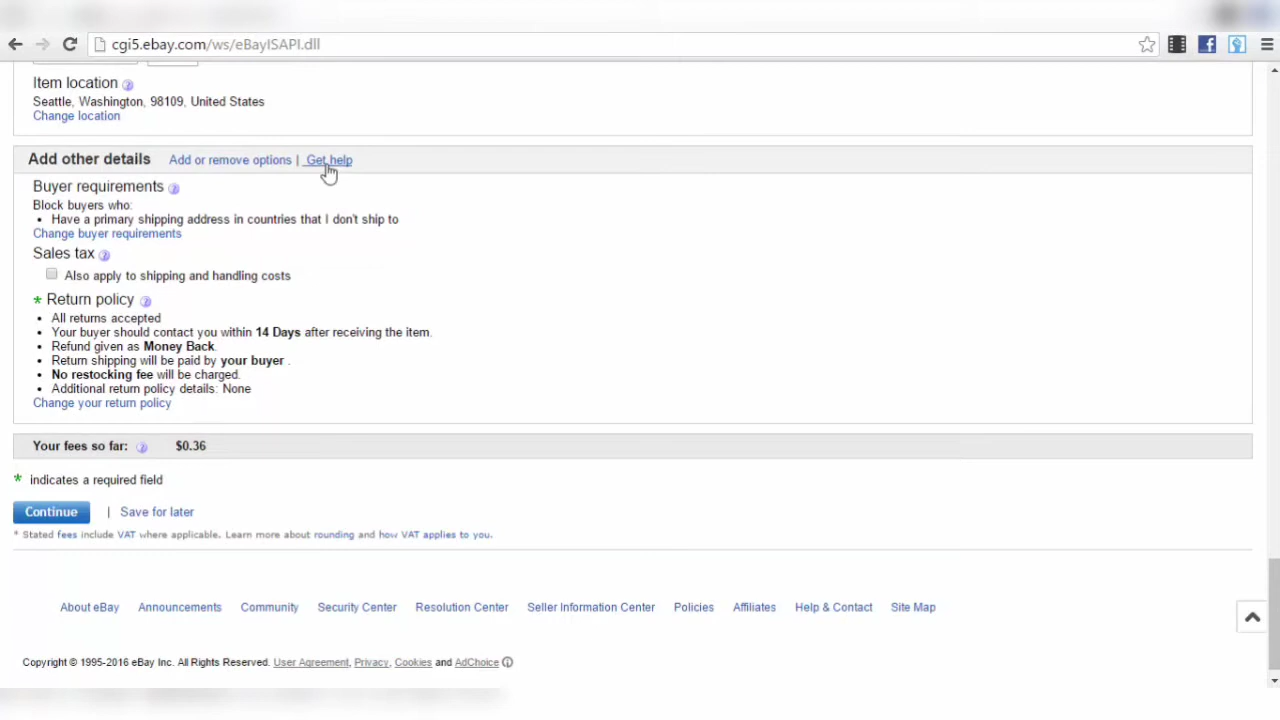 cgi5.ebay.com/ws/eBayISAPI.dll
Item location
Seattle, Washington, 98109, United States
Change location
Add other details Add or remove options | Get help
Buyer requirements
Block buyers who:
• Have a primary shipping address in countries that I don't ship to
Change buyer requirements
Sales tax
Also apply to shipping and handling costs
* Return policy
• All returns accepted
• Your buyer should contact you within 14 Days after receiving the item.
• Refund given as Money Back.
• Return shipping will be paid by your buyer .
• No restocking fee will be charged.
• Additional return policy details: None
Change your return policy
Your fees so far: $0.36
* indicates a required field
Continue | Save for later
* Stated fees include VAT where applicable. Learn more about rounding and how VAT applies to you.
About eBay Announcements Community Security Center Resolution Center Seller Information Center Policies Affiliates Help & Contact Site Map
Copyright © 1995-2016 eBay Inc. All Rights Reserved. User Agreement, Privacy, Cookies and AdChoice